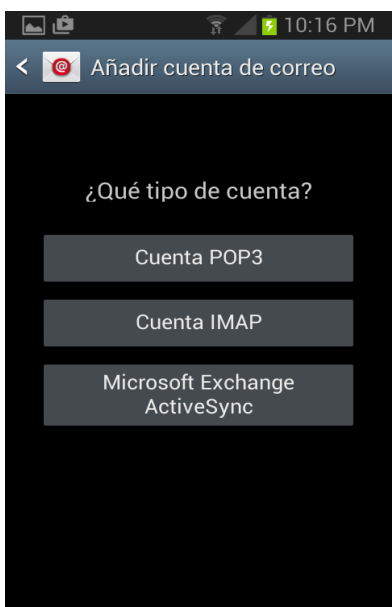 10:16 PM
Añadir cuenta de correo
¿Qué tipo de cuenta?
Cuenta POP3
Cuenta IMAP
Microsoft Exchange
ActiveSync